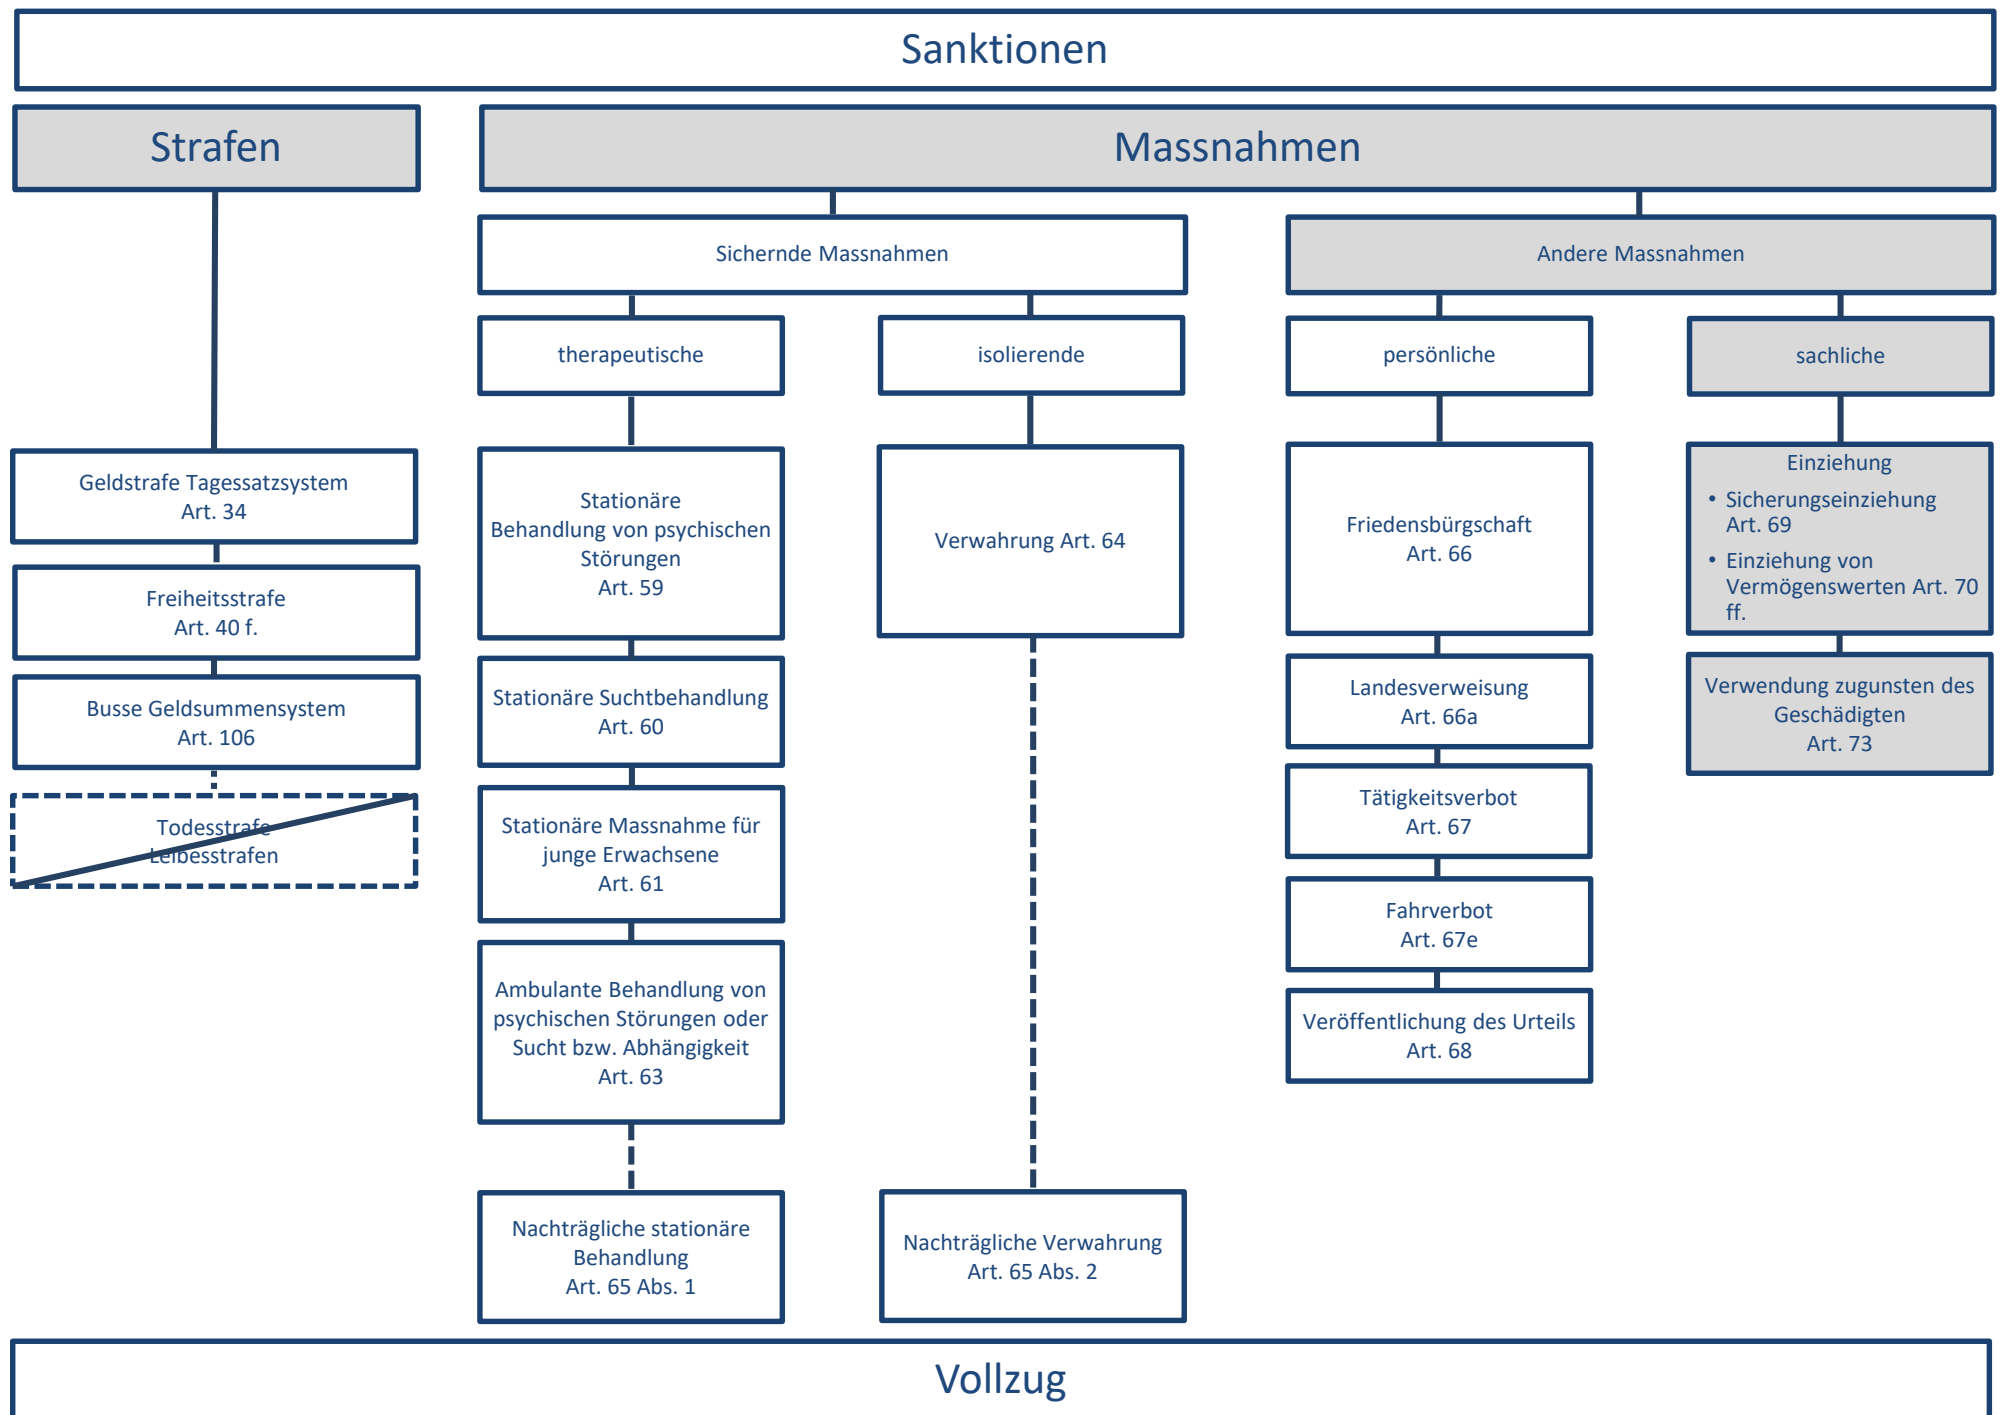 Sanktionen
Strafen
Massnahmen
Sichernde Massnahmen
Andere Massnahmen
therapeutische
isolierende
persönliche
sachliche
Geldstrafe Tagessatzsystem
Art. 34
Freiheitsstrafe
Art. 40 f.
Busse Geldsummensystem
Art. 106
Todesstrafe
Leibesstrafen
Stationäre
Behandlung von psychischen
Störungen
Art. 59
Stationäre Suchtbehandlung
Art. 60
Stationäre Massnahme für
junge Erwachsene
Art. 61
Ambulante Behandlung von
psychischen Störungen oder
Sucht bzw. Abhängigkeit
Art. 63
Nachträgliche stationäre
Behandlung
Art. 65 Abs. 1
Verwahrung Art. 64
Nachträgliche Verwahrung
Art. 65 Abs. 2
Friedensbürgschaft
Art. 66
Landesverweisung
Art. 66a
Tätigkeitsverbot
Art. 67
Fahrverbot
Art. 67e
Veröffentlichung des Urteils
Art. 68
Einziehung
• Sicherungseinziehung
Art. 69
• Einziehung von
Vermögenswerten Art. 70
ff.
Verwendung zugunsten des
Geschädigten
Art. 73
Vollzug